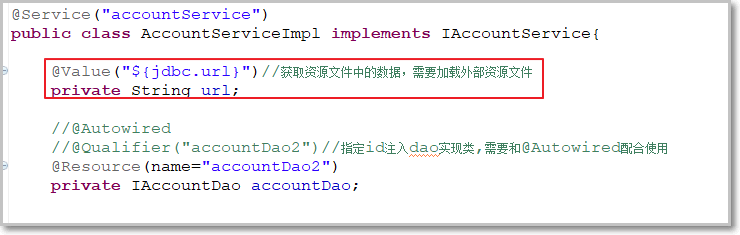 @Service("accountService")
public class AccountServiceImpl implements IAccountService{
@Value("${jdbc.url}")//获取资源文件中的数据，需要加载外部资源文件
private String url;
//@Autowired
//@Qualifier("accountDao2")//指定id注入dao实现类,需要和@Autowired配合使用
@Resource(name="accountDao2")
private IAccountDao accountDao;